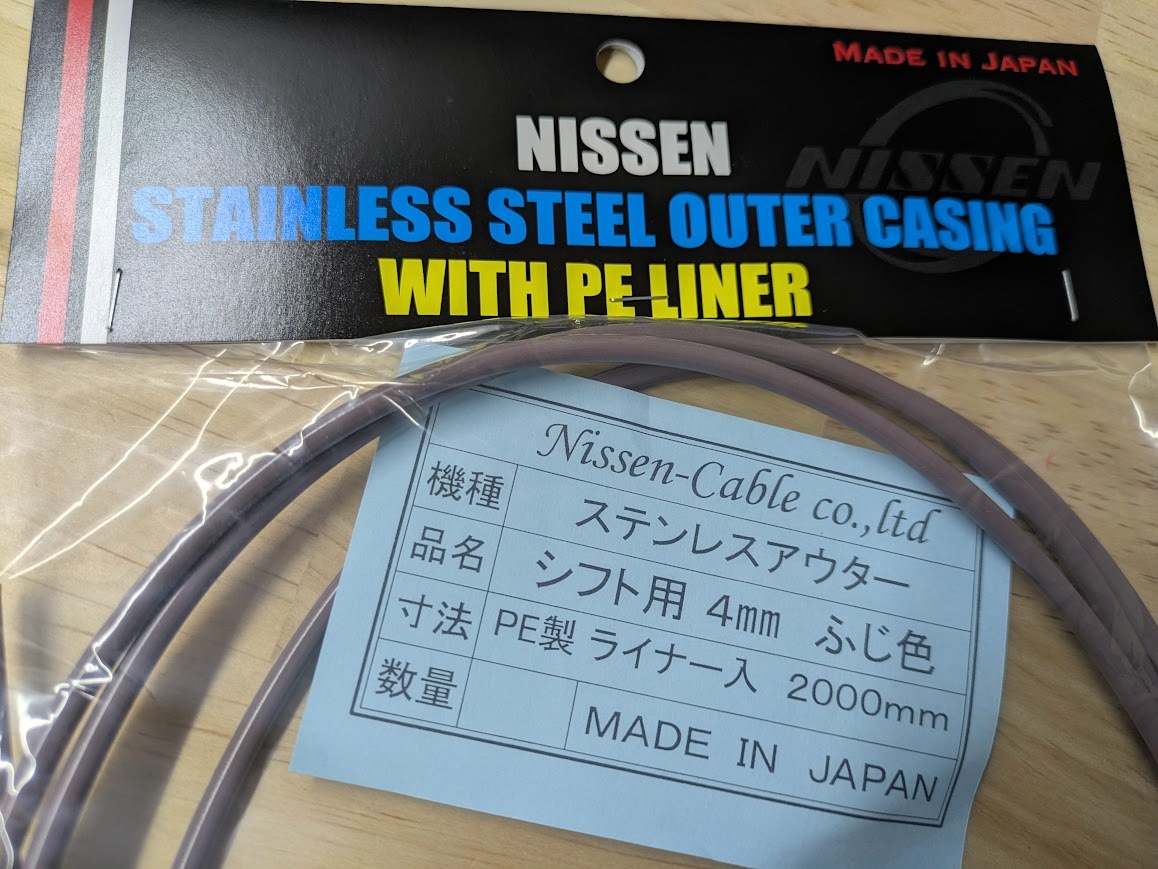 MADE IN JAPAN
NISSEN
NISSEN
STAINLESS STEEL OUTER CASING
WITH PE LINER
Nissen-Cable co.,ltd
機種 ステンレスアウター
品名 シフト用 4mm ふじ色
寸法 PE製 ライナー入 2000mm
数量 MADE IN JAPAN